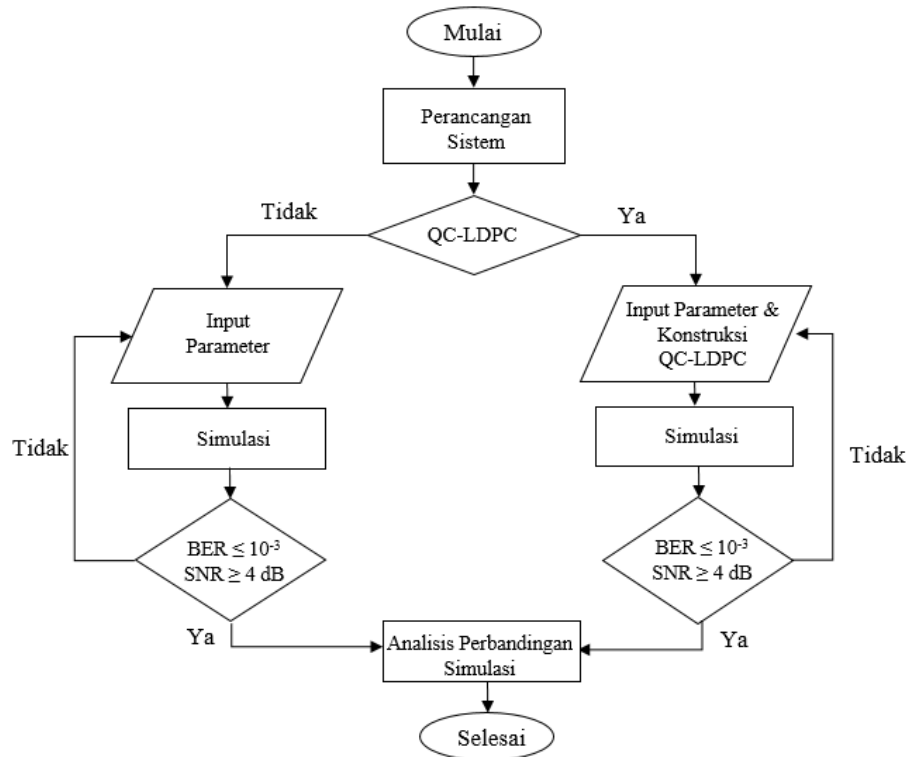 Mulai
Perancangan
Sistem
Tidak
Ya
QC-LDPC
Input
Parameter
Input Parameter &
Konstruksi
QC-LDPC
Simulasi
Simulasi
Tidak
Tidak
BER ≤ 10⁻³
SNR ≥ 4 dB
BER ≤ 10⁻³
SNR ≥ 4 dB
Ya
Ya
Analisis Perbandingan
Simulasi
Selesai